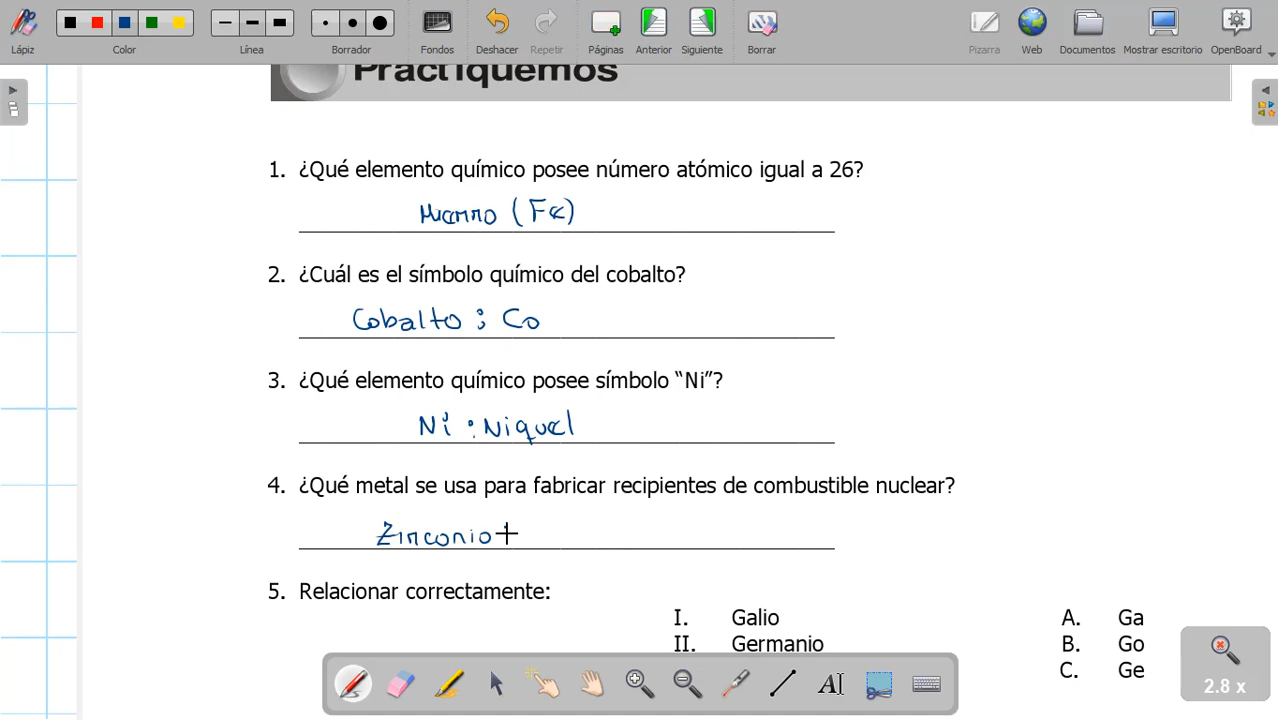 Lápiz Color Línea Borrador Fondos Deshacer Repetir Páginas Anterior Siguiente Borrar Pizarra Web Documentos Mostrar escritorio OpenBoard
Practiquemos
1. ¿Qué elemento químico posee número atómico igual a 26?
Hierro (Fe)
2. ¿Cuál es el símbolo químico del cobalto?
Cobalto : Co
3. ¿Qué elemento químico posee símbolo “Ni”?
Ni : Niquel
4. ¿Qué metal se usa para fabricar recipientes de combustible nuclear?
Zirconio
5. Relacionar correctamente:
I. Galio A. Ga
II. Germanio B. Go
C. Ge
2.8 x